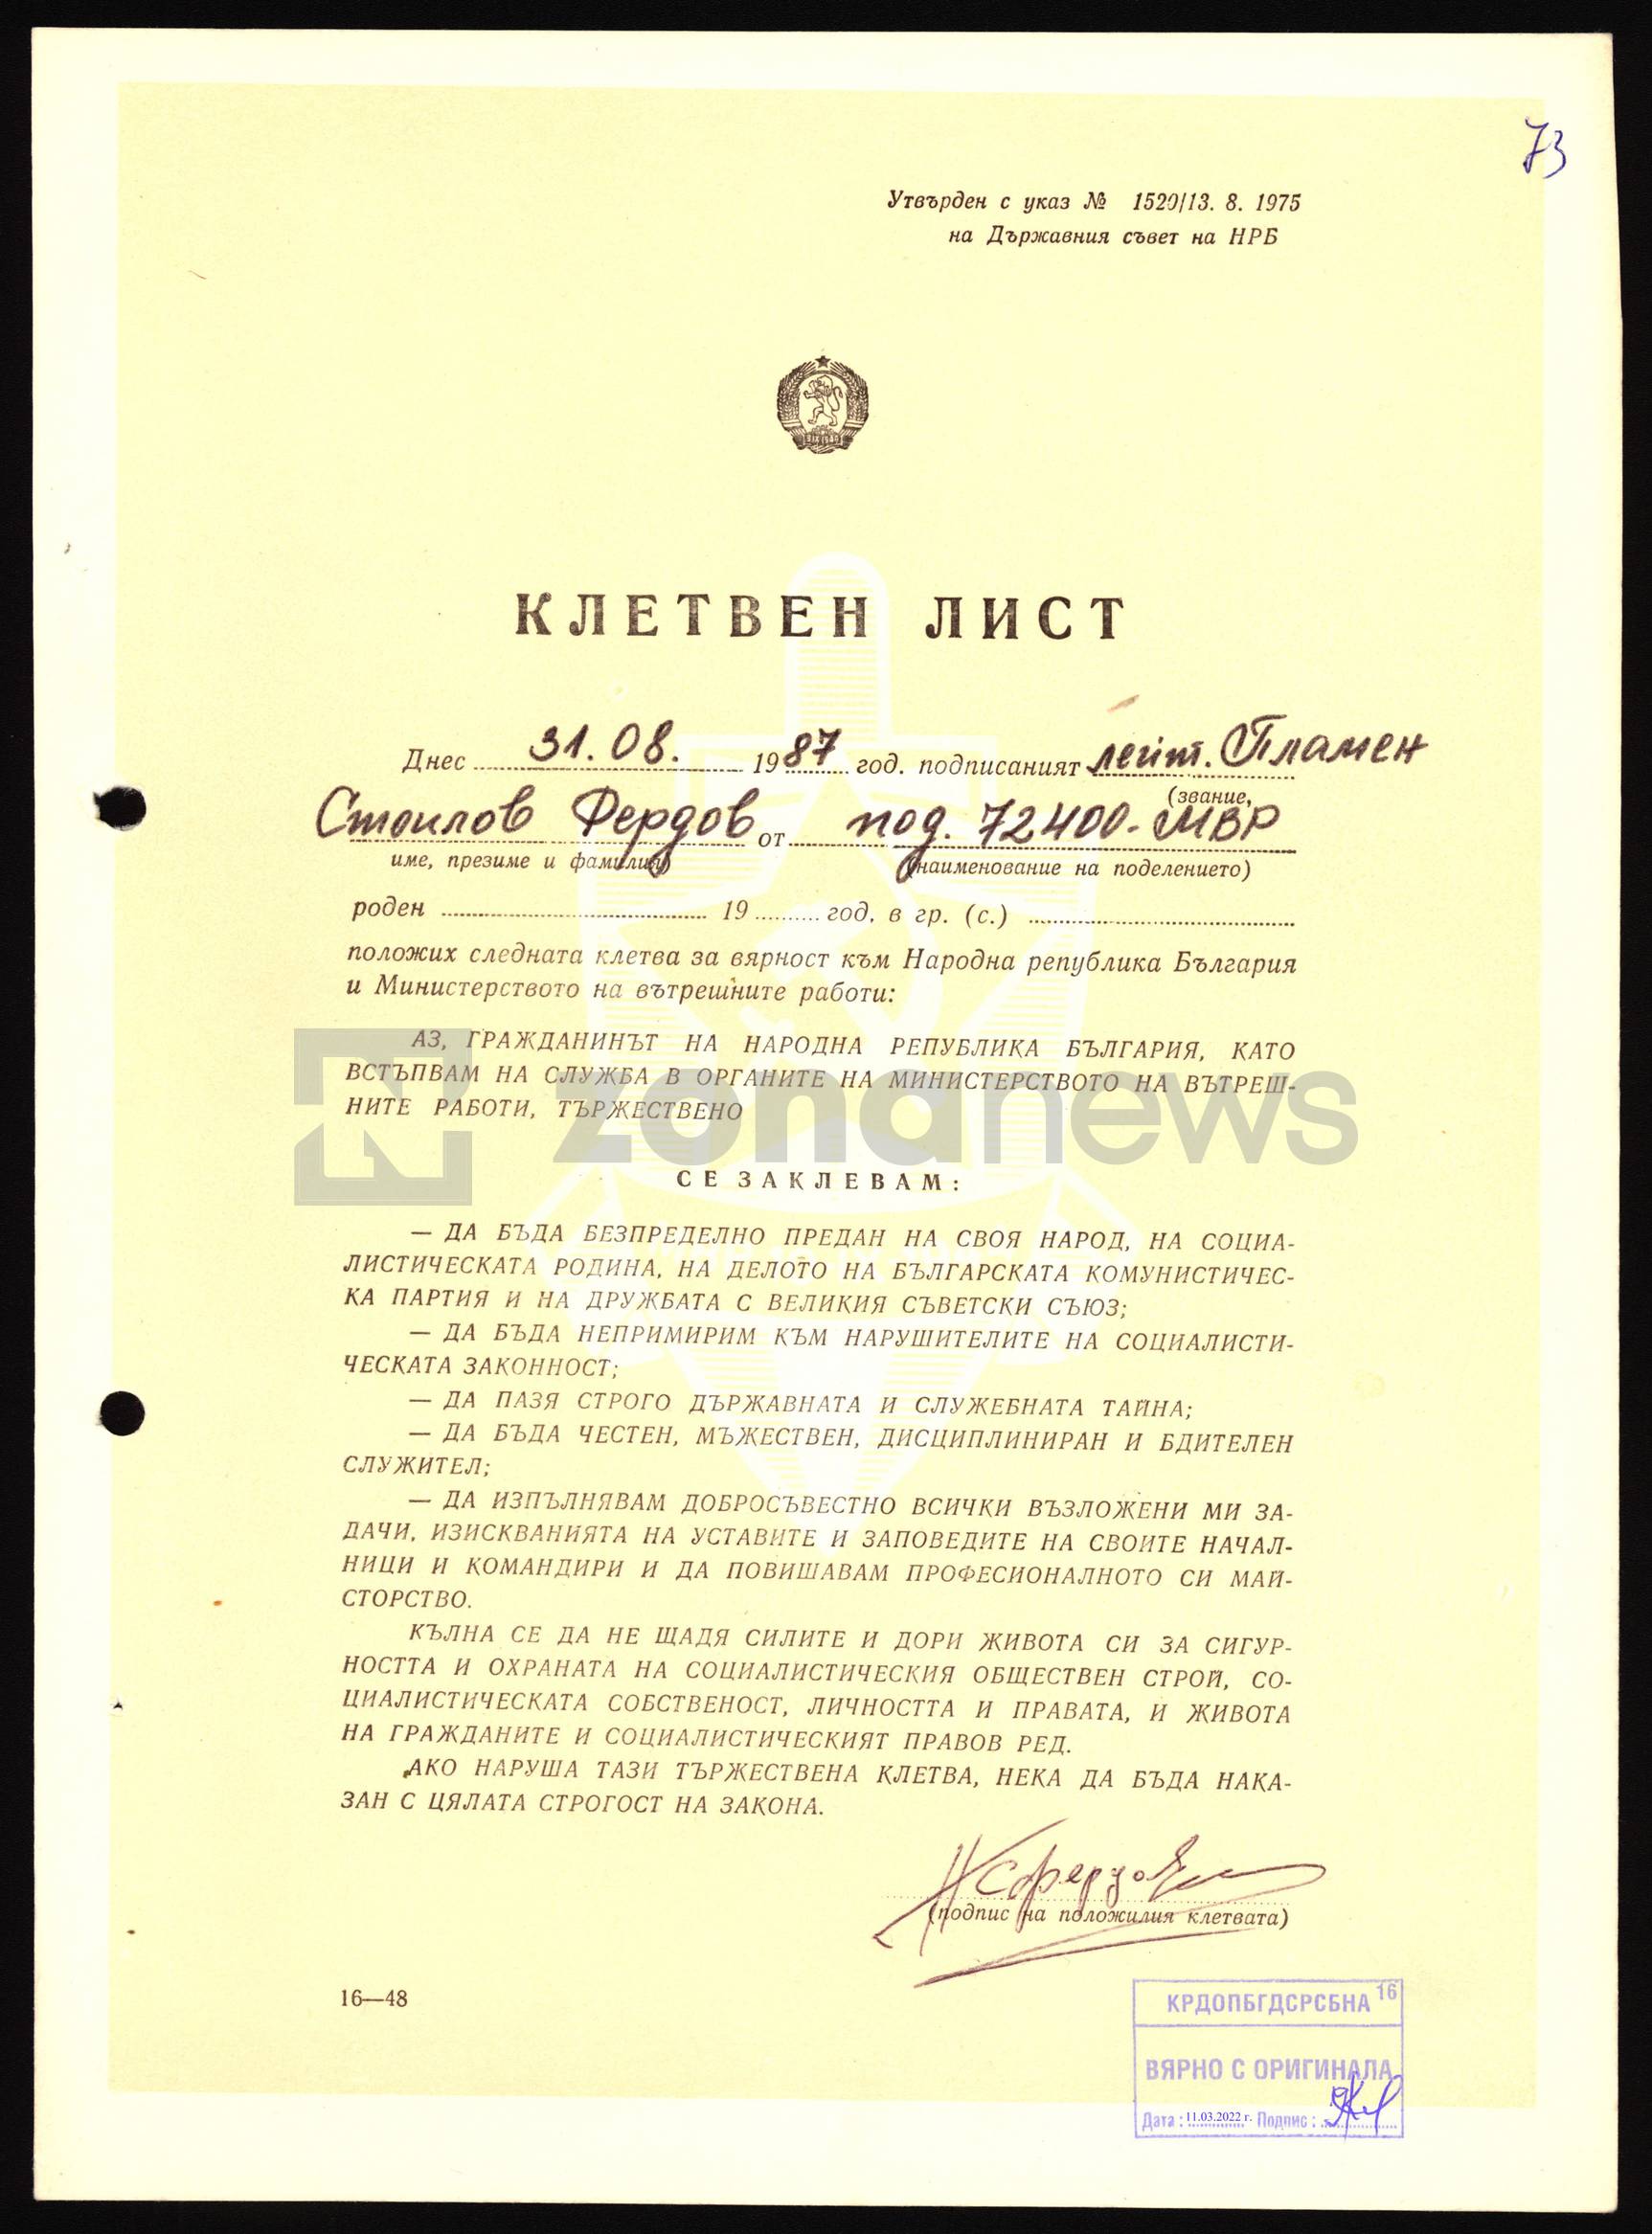 73
Утвърден с указ № 1520/13. 8. 1975
на Държавния съвет на НРБ
КЛЕТВЕН ЛИСТ
Днес 31.08. 1987 год. подписаният лейт. Пламен
(звание,
Стоилов Фердов от под. 72400-МВР
име, презиме и фамилия) (наименование на поделението)
роден 19 год, в гр. (с.)
положих следната клетва за вярност към Народна република България
и Министерството на вътрешните работи:
АЗ, ГРАЖДАНИНЪТ НА НАРОДНА РЕПУБЛИКА БЪЛГАРИЯ, КАТО
ВСТЪПВАМ НА СЛУЖБА В ОРГАНИТЕ НА МИНИСТЕРСТВОТО НА ВЪТРЕШ-
НИТЕ РАБОТИ, ТЪРЖЕСТВЕНО
zonanews
СЕ ЗАКЛЕВАМ:
— ДА БЪДА БЕЗПРЕДЕЛНО ПРЕДАН НА СВОЯ НАРОД, НА СОЦИА-
ЛИСТИЧЕСКАТА РОДИНА, НА ДЕЛОТО НА БЪЛГАРСКАТА КОМУНИСТИЧЕС-
КА ПАРТИЯ И НА ДРУЖБАТА С ВЕЛИКИЯ СЪВЕТСКИ СЪЮЗ;
— ДА БЪДА НЕПРИМИРИМ КЪМ НАРУШИТЕЛИТЕ НА СОЦИАЛИСТИ-
ЧЕСКАТА ЗАКОННОСТ;
— ДА ПАЗЯ СТРОГО ДЪРЖАВНАТА И СЛУЖЕБНАТА ТАЙНА;
— ДА БЪДА ЧЕСТЕН, МЪЖЕСТВЕН, ДИСЦИПЛИНИРАН И БДИТЕЛЕН
СЛУЖИТЕЛ;
— ДА ИЗПЪЛНЯВАМ ДОБРОСЪВЕСТНО ВСИЧКИ ВЪЗЛОЖЕНИ МИ ЗА-
ДАЧИ, ИЗИСКВАНИЯТА НА УСТАВИТЕ И ЗАПОВЕДИТЕ НА СВОИТЕ НАЧАЛ-
НИЦИ И КОМАНДИРИ И ДА ПОВИШАВАМ ПРОФЕСИОНАЛНОТО СИ МАЙ-
СТОРСТВО.
КЪЛНА СЕ ДА НЕ ЩАДЯ СИЛИТЕ И ДОРИ ЖИВОТА СИ ЗА СИГУР-
НОСТТА И ОХРАНАТА НА СОЦИАЛИСТИЧЕСКИЯ ОБЩЕСТВЕН СТРОЙ, СО-
ЦИАЛИСТИЧЕСКАТА СОБСТВЕНОСТ, ЛИЧНОСТТА И ПРАВАТА, И ЖИВОТА
НА ГРАЖДАНИТЕ И СОЦИАЛИСТИЧЕСКИЯТ ПРАВОВ РЕД.
АКО НАРУША ТАЗИ ТЪРЖЕСТВЕНА КЛЕТВА, НЕКА ДА БЪДА НАКА-
ЗАН С ЦЯЛАТА СТРОГОСТ НА ЗАКОНА.
(подпис на положилия клетвата)
16—48
КРДОПБГДСРСБНА 16
ВЯРНО С ОРИГИНАЛА
Дата: 11.03.2022 г. Подпис: